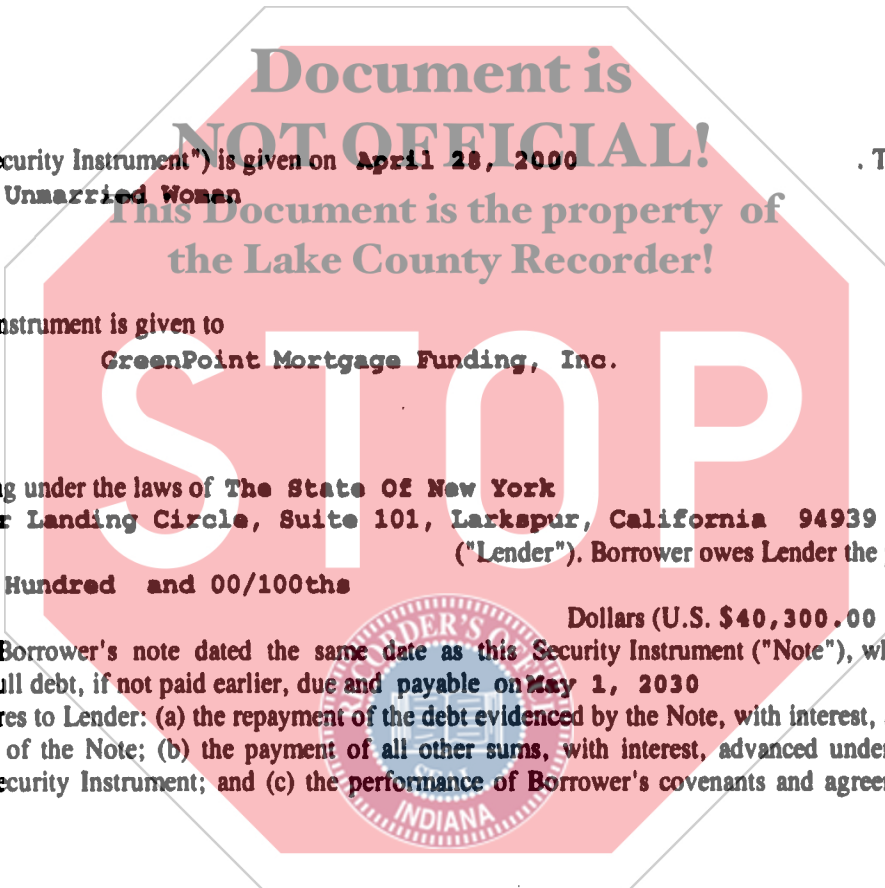 Document is
NOT OFFICIAL!
ecurity Instrument") is given on April 28, 2000 . T
Unmarried Woman
This Document is the property of
the Lake County Recorder!
nstrument is given to
GreenPoint Mortgage Funding, Inc.
STOP
g under the laws of The State Of New York
r Landing Circle, Suite 101, Larkspur, California 94939
("Lender"). Borrower owes Lender the
Hundred and 00/100ths
Dollars (U.S. $40,300.00
Borrower's note dated the same date as this Security Instrument ("Note"), wh
ull debt, if not paid earlier, due and payable on May 1, 2030
res to Lender: (a) the repayment of the debt evidenced by the Note, with interest,
of the Note; (b) the payment of all other sums, with interest, advanced under
ecurity Instrument; and (c) the performance of Borrower's covenants and agree
RECORDER'S OFFICE
INDIANA